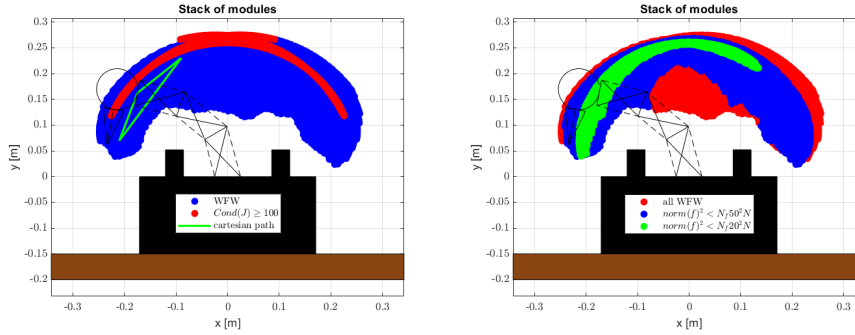 Stack of modules
0.3
0.25
0.2
0.15
0.1
0.05
0
-0.05
-0.1
-0.15
-0.2
y [m]
WFW
Cond(J) ≥ 100
cartesian path
-0.3 -0.2 -0.1 0 0.1 0.2 0.3
x [m]
Stack of modules
0.3
0.25
0.2
0.15
0.1
0.05
0
-0.05
-0.1
-0.15
-0.2
y [m]
all WFW
norm(f)² < N_f50²N
norm(f)² < N_f20²N
-0.3 -0.2 -0.1 0 0.1 0.2 0.3
x [m]